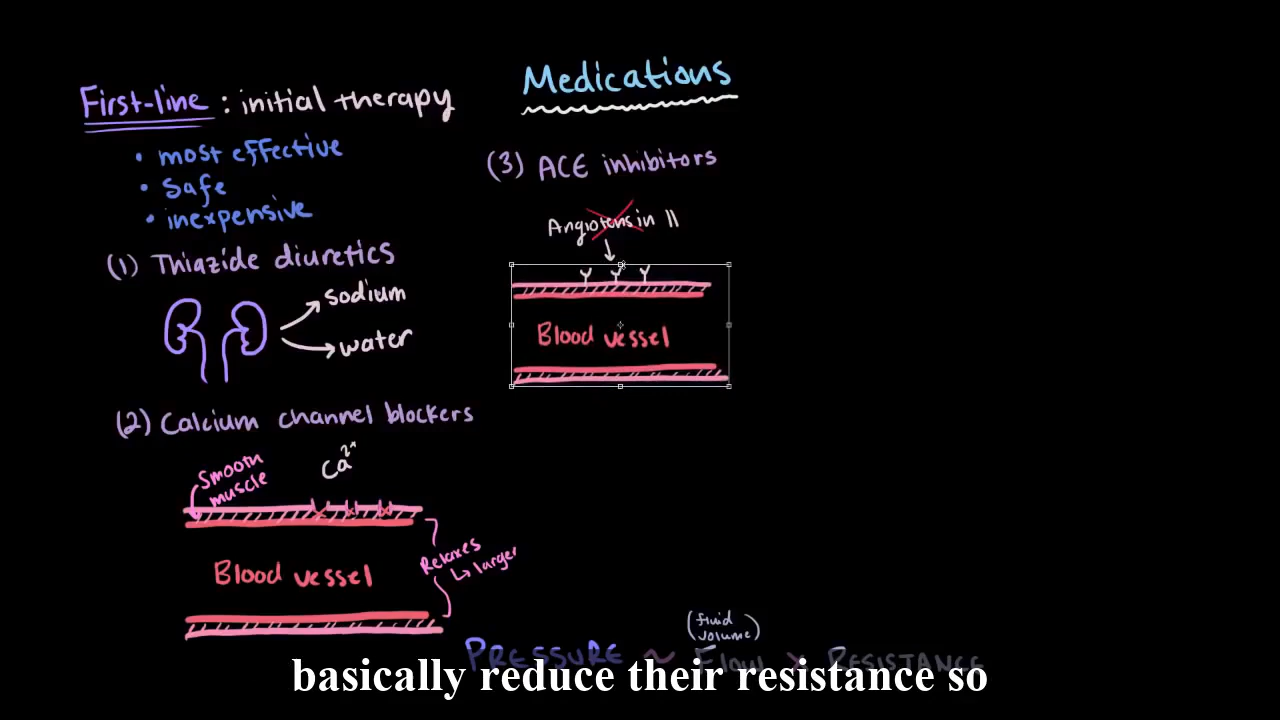 Medications
First-line : initial therapy
• most effective
• safe
• inexpensive
(1) Thiazide diuretics
sodium
water
(2) Calcium channel blockers
Smooth
muscle
Ca²⁺
Blood vessel
Relaxes
↳ larger
(3) ACE inhibitors
Angiotensin II
Blood vessel
(fluid
volume)
PRESSURE ~ Flow x RESISTANCE
basically reduce their resistance so